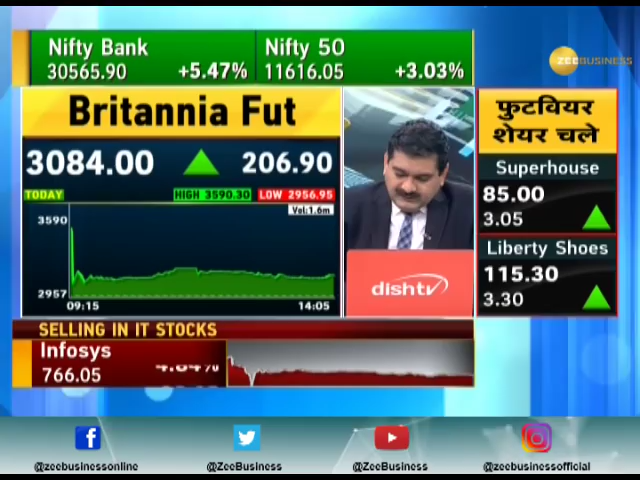 Nifty Bank
30565.90 +5.47%
Nifty 50
11616.05 +3.03%
ZEEBUSINESS
Britannia Fut
3084.00 206.90
TODAY HIGH 3590.30 LOW 2956.95
Vol:1.6m
3590
2957
09:15 14:05
dishtv
फुटवियर
शेयर चले
Superhouse
85.00
3.05
Liberty Shoes
115.30
3.30
SELLING IN IT STOCKS
Infosys
766.05
@zeebusinessonline @ZeeBusiness @ZeeBusiness @zeebusinessofficial